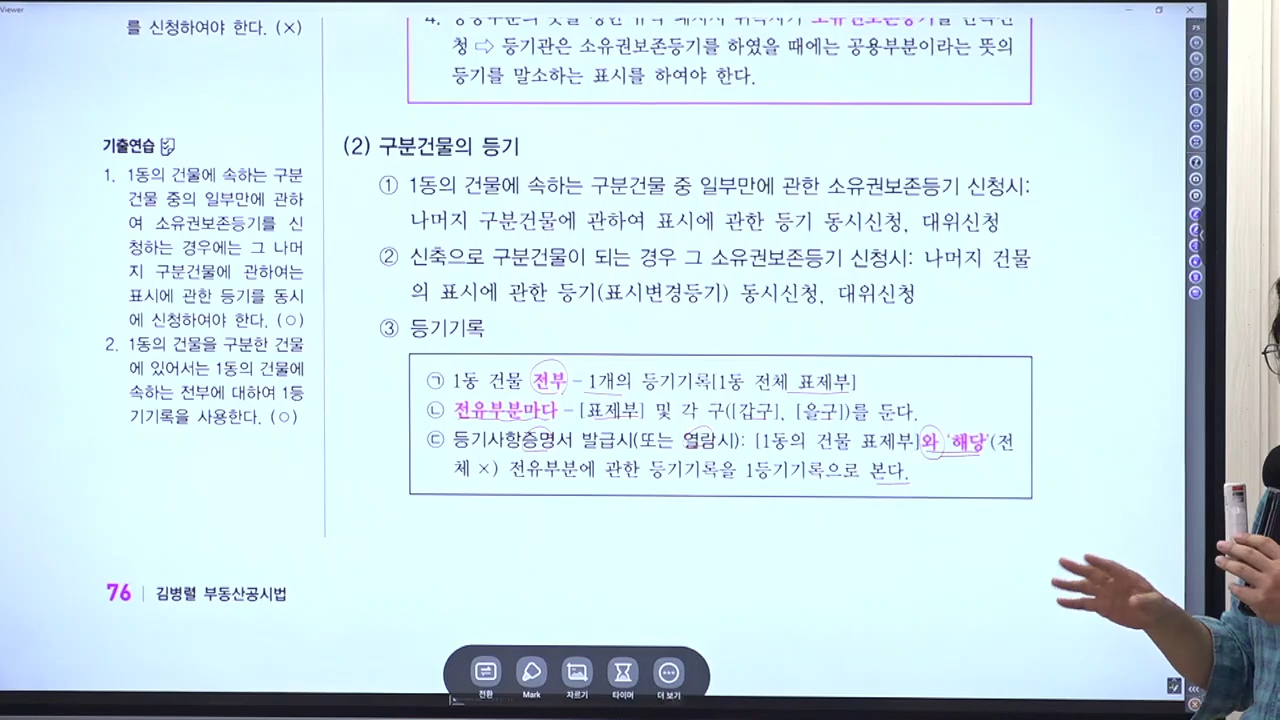 Viewer
를 신청하여야 한다. (×)
청 ⇨ 등기관은 소유권보존등기를 하였을 때에는 공용부분이라는 뜻의
등기를 말소하는 표시를 하여야 한다.
기출연습
1. 1동의 건물에 속하는 구분
건물 중의 일부만에 관하
여 소유권보존등기를 신
청하는 경우에는 그 나머
지 구분건물에 관하여는
표시에 관한 등기를 동시
에 신청하여야 한다. (○)
2. 1동의 건물을 구분한 건물
에 있어서는 1동의 건물에
속하는 전부에 대하여 1등
기기록을 사용한다. (○)
(2) 구분건물의 등기
① 1동의 건물에 속하는 구분건물 중 일부만에 관한 소유권보존등기 신청시:
나머지 구분건물에 관하여 표시에 관한 등기 동시신청, 대위신청
② 신축으로 구분건물이 되는 경우 그 소유권보존등기 신청시: 나머지 건물
의 표시에 관한 등기(표시변경등기) 동시신청, 대위신청
③ 등기기록
㉠ 1동 건물 전부 - 1개의 등기기록[1동 전체 표제부]
㉡ 전유부분마다 - [표제부] 및 각 구([갑구], [을구])를 둔다.
㉢ 등기사항증명서 발급시(또는 열람시): [1동의 건물 표제부]와 '해당'(전
체 ×) 전유부분에 관한 등기기록을 1등기기록으로 본다.
76 | 김병렬 부동산공시법
전환 Mark 자르기 타이머 더 보기